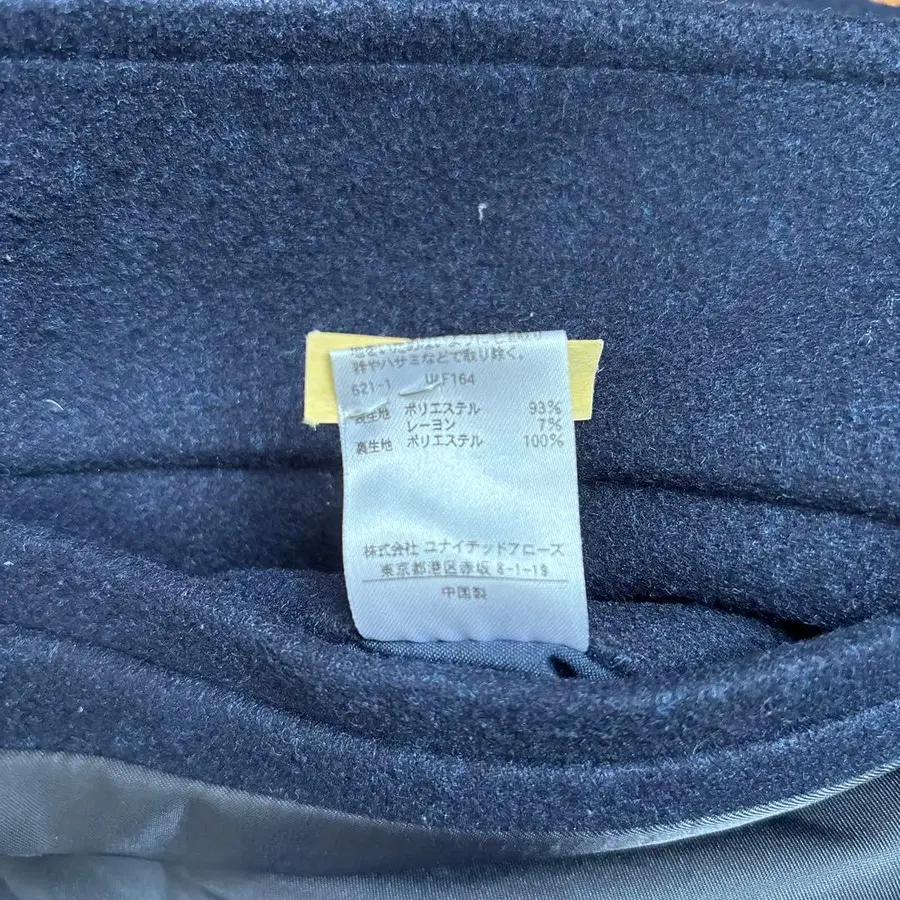 針やハサミなどで取り除く。
621-1 ULF164
表生地 ポリエステル 93%
レーヨン 7%
裏生地 ポリエステル 100%
株式会社 ユナイテッドアローズ
東京都港区赤坂 8-1-19
中国製